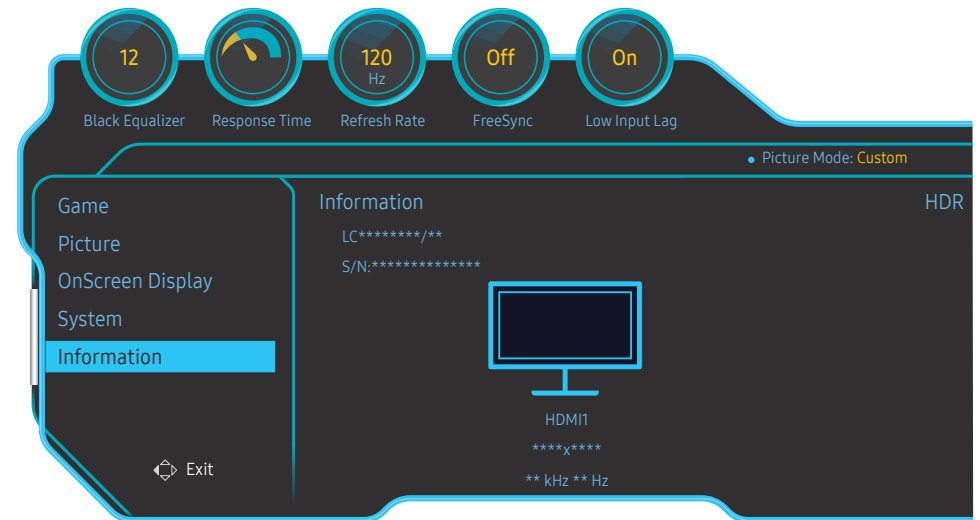 12
120
Hz
Off
On
Black Equalizer
Response Time
Refresh Rate
FreeSync
Low Input Lag
● Picture Mode: Custom
Game
Picture
OnScreen Display
System
Information
Exit
Information
HDR
LC********/**
S/N:**************
HDMI1
****x****
** kHz ** Hz